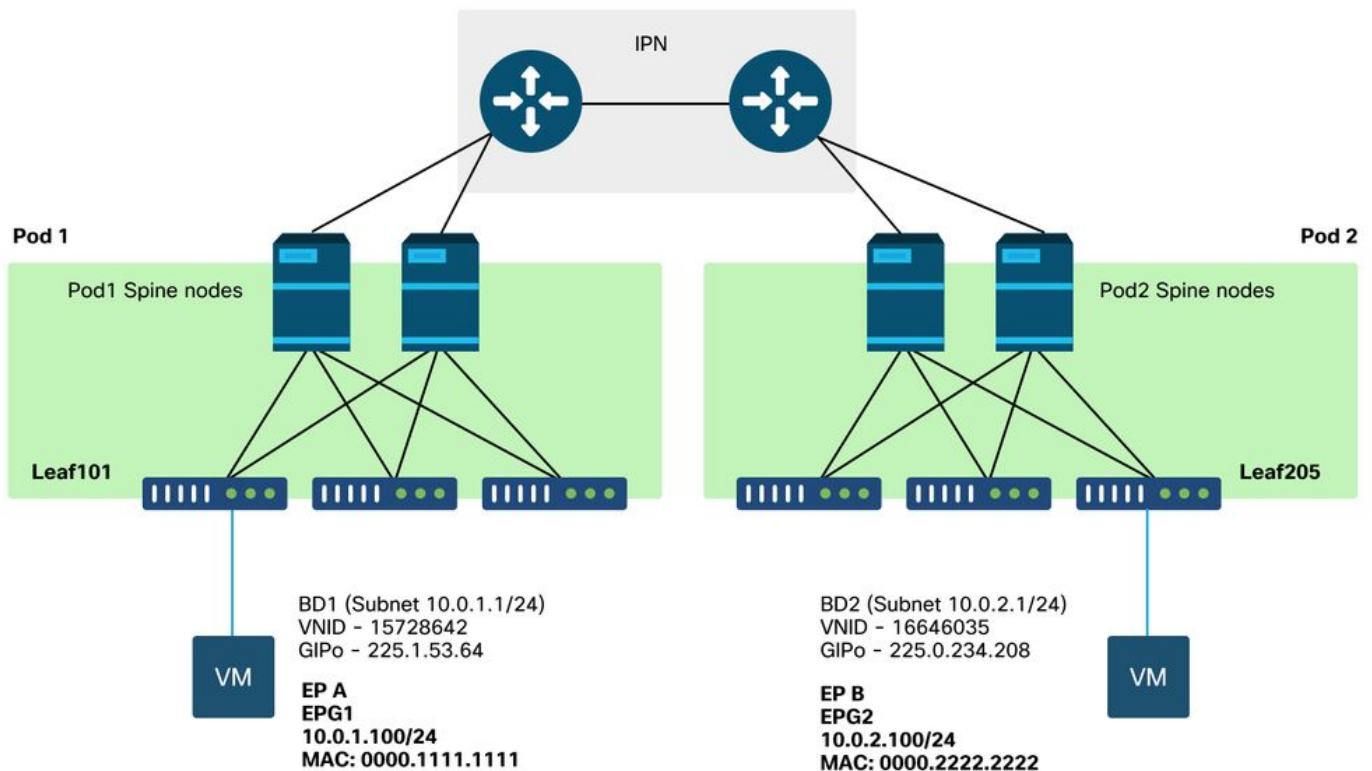 IPN
Pod 1
Pod 2
Pod1 Spine nodes
Pod2 Spine nodes
Leaf101
Leaf205
VM
BD1 (Subnet 10.0.1.1/24)
VNID - 15728642
GIPo - 225.1.53.64
EP A
EPG1
10.0.1.100/24
MAC: 0000.1111.1111
BD2 (Subnet 10.0.2.1/24)
VNID - 16646035
GIPo - 225.0.234.208
EP B
EPG2
10.0.2.100/24
MAC: 0000.2222.2222
VM